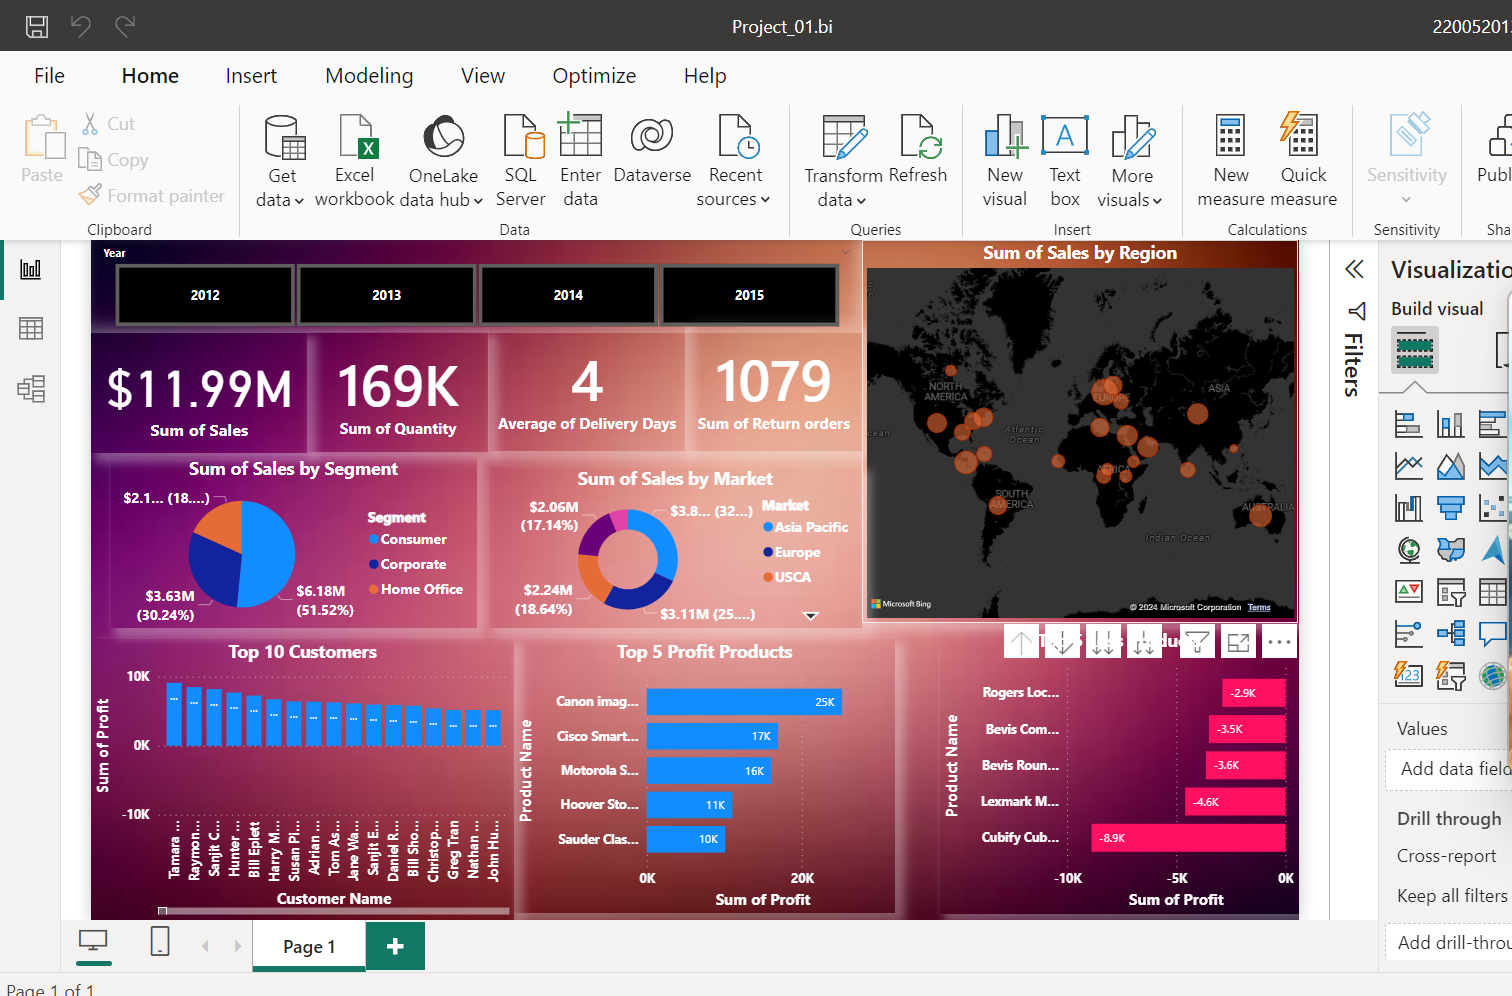 Project_01.bi
File Home Insert Modeling View Optimize Help
Paste
Cut
Copy
Format painter
Clipboard
Get data
Excel workbook
OneLake data hub
SQL Server
Enter data
Dataverse
Recent sources
Data
Transform data
Refresh
Queries
New visual
Text box
More visuals
Insert
New measure
Quick measure
Calculations
Sensitivity
Sensitivity
Year
2012 2013 2014 2015
$11.99M
Sum of Sales
169K
Sum of Quantity
4
Average of Delivery Days
1079
Sum of Return orders
Sum of Sales by Region
NORTH AMERICA
EUROPE
ASIA
Atlantic Ocean
AFRICA
SOUTH AMERICA
AUSTRALIA
Indian Ocean
Microsoft Bing
© 2024 Microsoft Corporation Terms
Sum of Sales by Segment
$2.1... (18....)
$3.63M (30.24%)
$6.18M (51.52%)
Segment
Consumer
Corporate
Home Office
Sum of Sales by Market
$2.06M (17.14%)
$3.8... (32...)
$2.24M (18.64%)
$3.11M (25....)
Market
Asia Pacific
Europe
USCA
Top 10 Customers
Sum of Profit
10K
0K
-10K
Tamara ...
Raymon...
Sanjit C...
Hunter ...
Bill Eplett
Harry M...
Susan Pi...
Adrian ...
Tom As...
Jane Wa...
Sanjit E...
Daniel R...
Bill Sho...
Christop...
Greg Tran
Nathan ...
John Hu...
Customer Name
Top 5 Profit Products
Product Name
Canon imag... 25K
Cisco Smart... 17K
Motorola S... 16K
Hoover Sto... 11K
Sauder Clas... 10K
0K 20K
Sum of Profit
Product Name
Rogers Loc... -2.9K
Bevis Com... -3.5K
Bevis Roun... -3.6K
Lexmark M... -4.6K
Cubify Cub... -8.9K
-10K -5K 0K
Sum of Profit
Filters
Build visual
123
Values
Add data
Drill through
Cross-report
Keep all filters
Page 1
Page 1 of 1